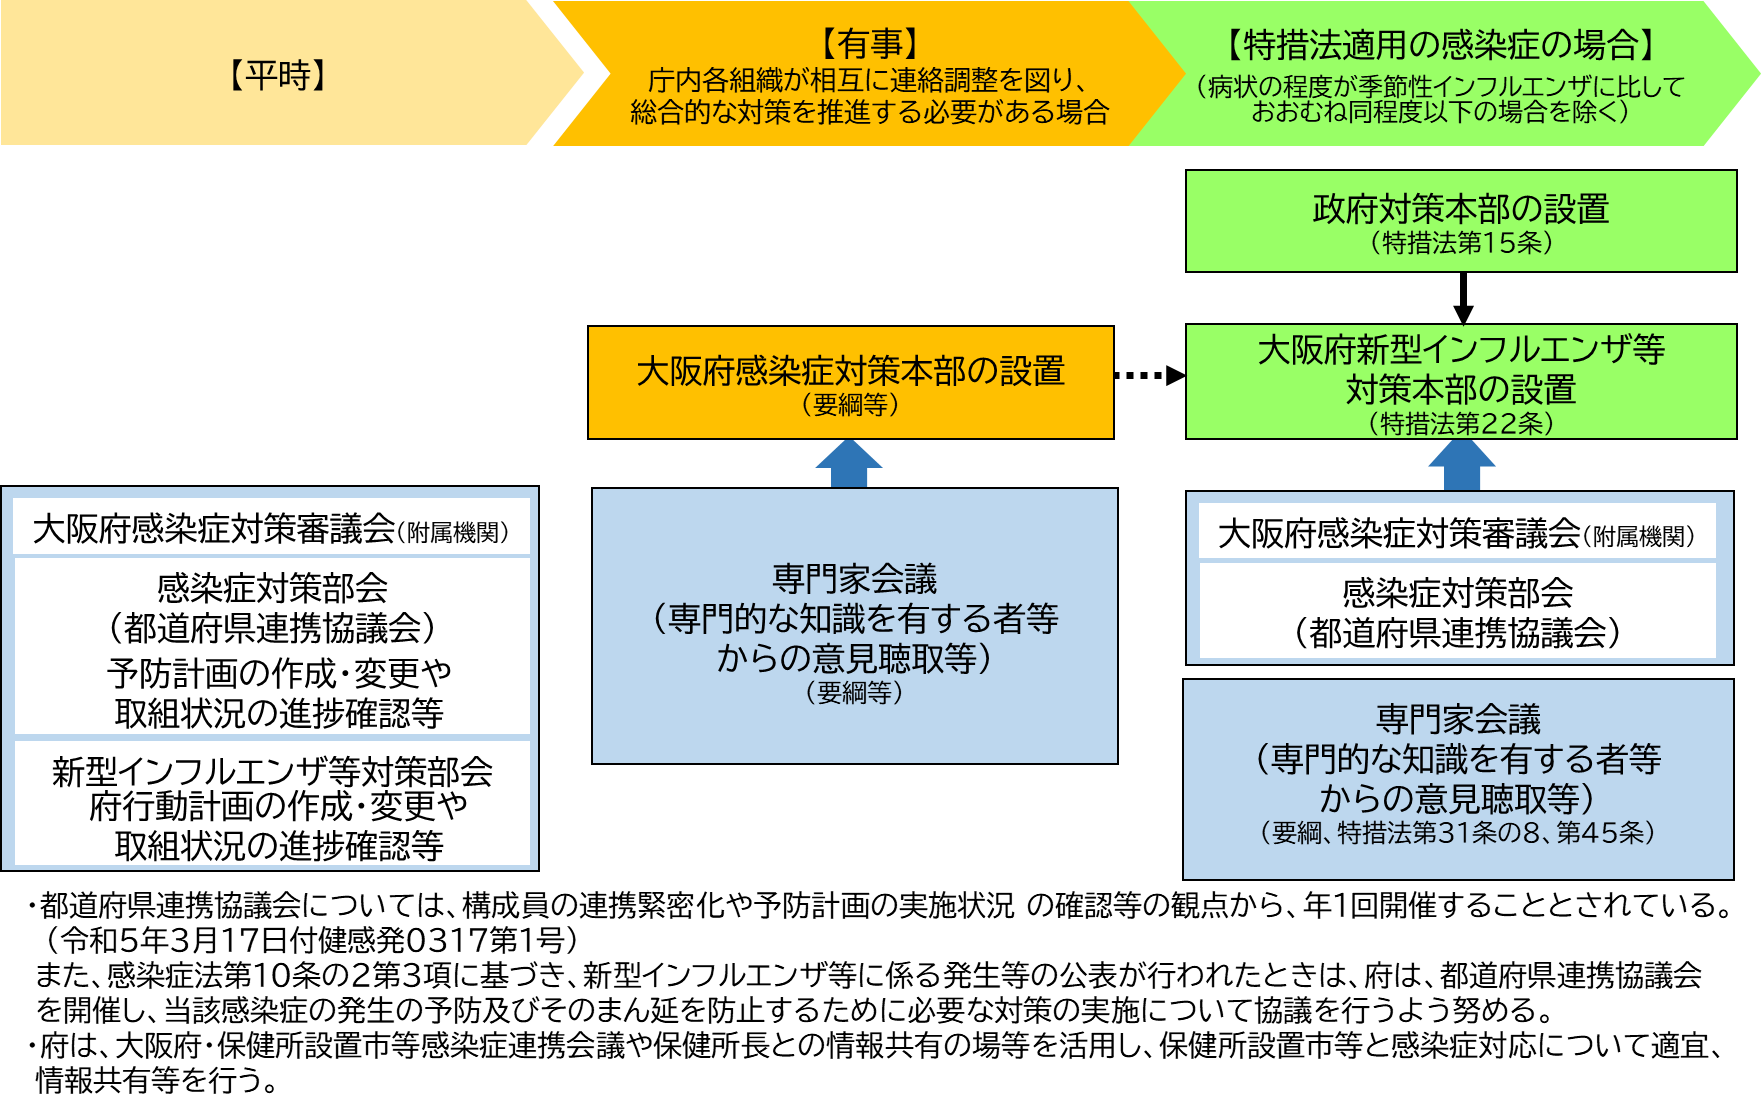 【平時】
【有事】
庁内各組織が相互に連絡調整を図り、
総合的な対策を推進する必要がある場合
【特措法適用の感染症の場合】
（病状の程度が季節性インフルエンザに比して
おおむね同程度以下の場合を除く）
政府対策本部の設置
（特措法第15条）
大阪府感染症対策本部の設置
（要綱等）
大阪府新型インフルエンザ等
対策本部の設置
（特措法第22条）
大阪府感染症対策審議会（附属機関）
感染症対策部会
（都道府県連携協議会）
予防計画の作成・変更や
取組状況の進捗確認等
新型インフルエンザ等対策部会
府行動計画の作成・変更や
取組状況の進捗確認等
専門家会議
（専門的な知識を有する者等
からの意見聴取等）
（要綱等）
大阪府感染症対策審議会（附属機関）
感染症対策部会
（都道府県連携協議会）
専門家会議
（専門的な知識を有する者等
からの意見聴取等）
（要綱、特措法第31条の8、第45条）
・都道府県連携協議会については、構成員の連携緊密化や予防計画の実施状況 の確認等の観点から、年1回開催することとされている。
（令和5年3月17日付健感発0317第1号）
また、感染症法第10条の2第3項に基づき、新型インフルエンザ等に係る発生等の公表が行われたときは、府は、都道府県連携協議会
を開催し、当該感染症の発生の予防及びそのまん延を防止するために必要な対策の実施について協議を行うよう努める。
・府は、大阪府・保健所設置市等感染症連携会議や保健所長との情報共有の場等を活用し、保健所設置市等と感染症対応について適宜、
情報共有等を行う。